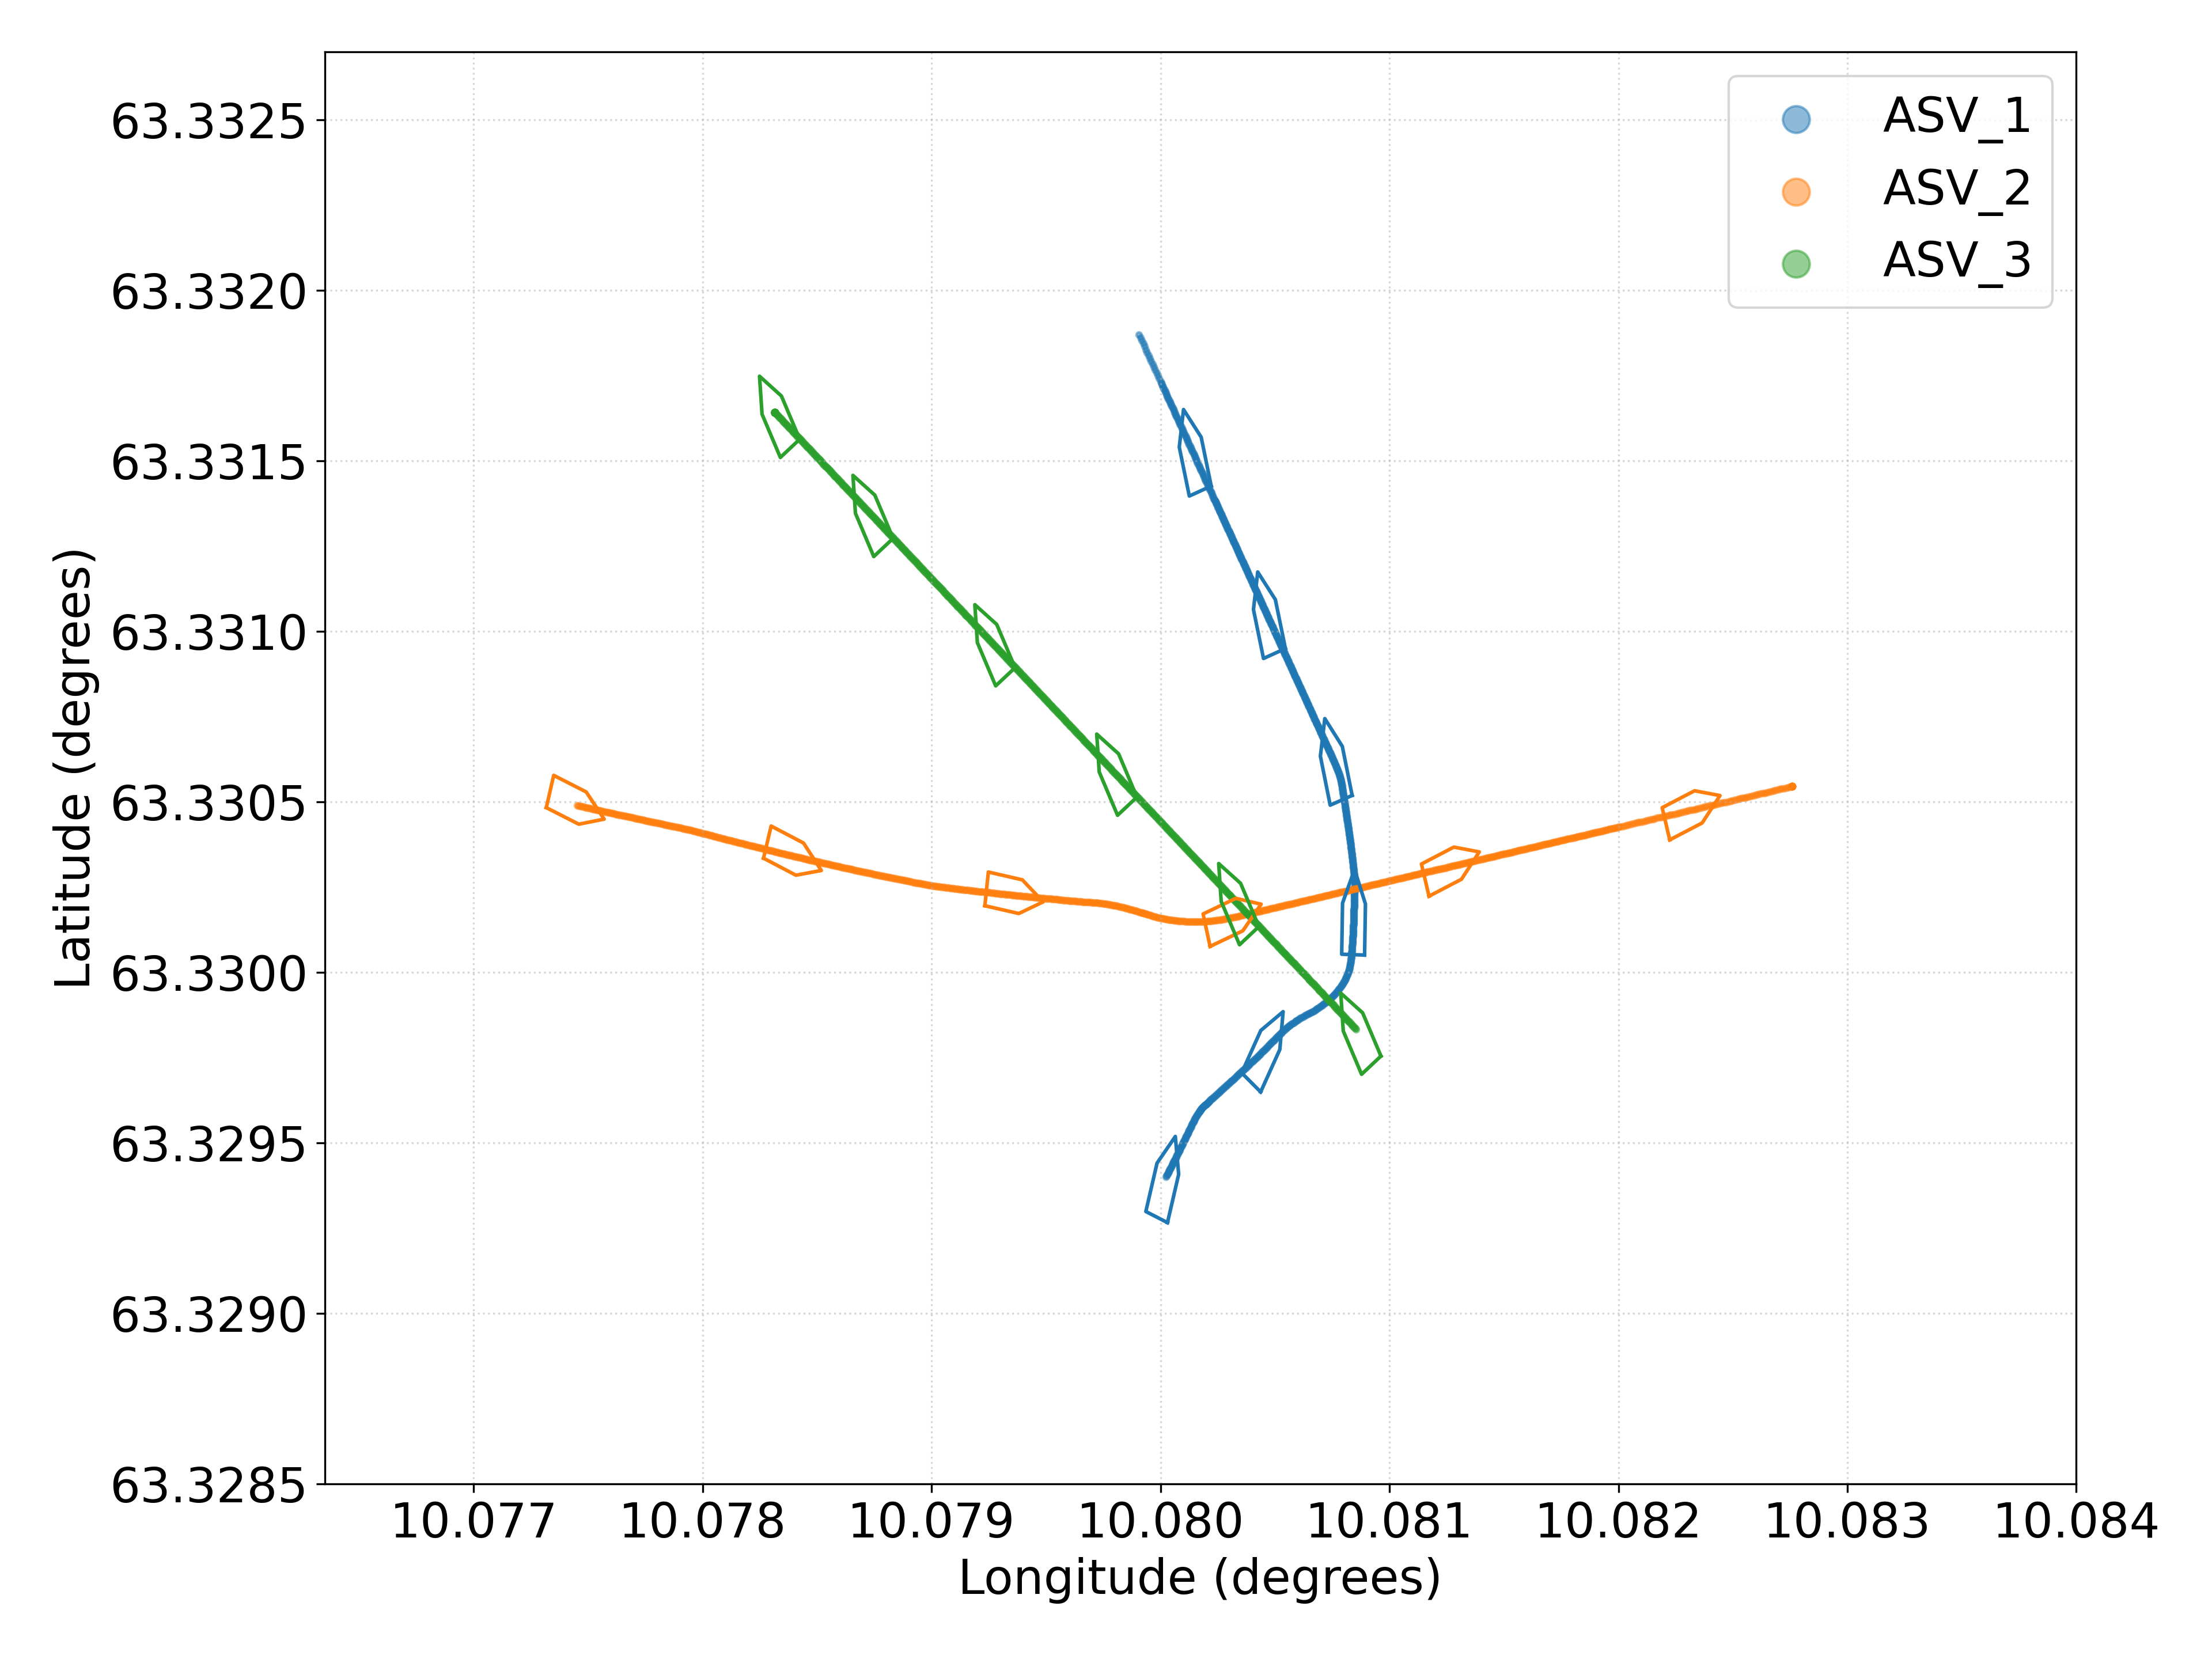 ASV_1
ASV_2
ASV_3
63.3325
63.3320
63.3315
63.3310
63.3305
63.3300
63.3295
63.3290
63.3285
Latitude (degrees)
10.077 10.078 10.079 10.080 10.081 10.082 10.083 10.084
Longitude (degrees)